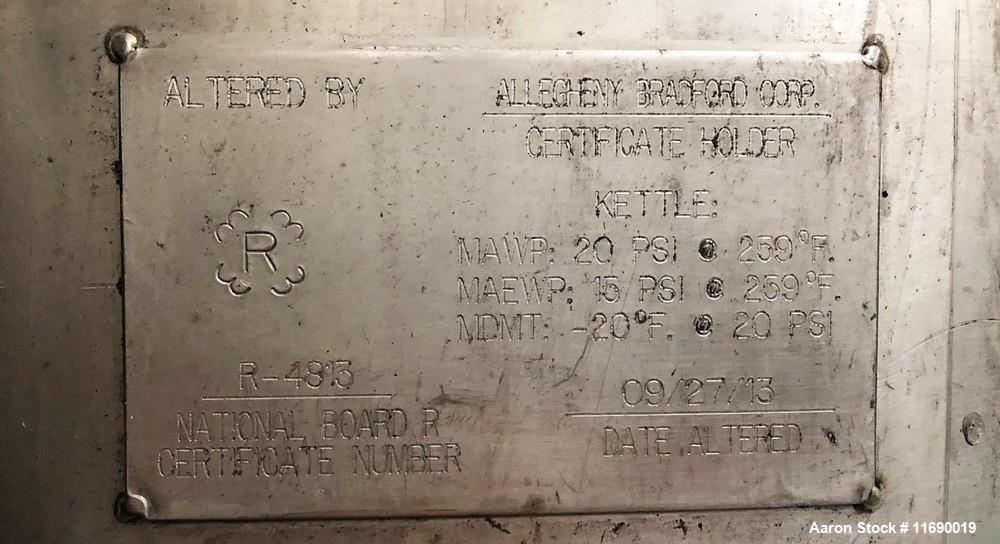 ALTERED BY
ALLEGHENY BRADFORD CORP.
CERTIFICATE HOLDER
KETTLE:
MAWP: 20 PSI @ 259°F.
MAEWP: 15 PSI @ 259°F.
MDMT: -20°F. @ 20 PSI
R
R-4813
NATIONAL BOARD R
CERTIFICATE NUMBER
09/27/13
DATE ALTERED
Aaron Stock # 11690019